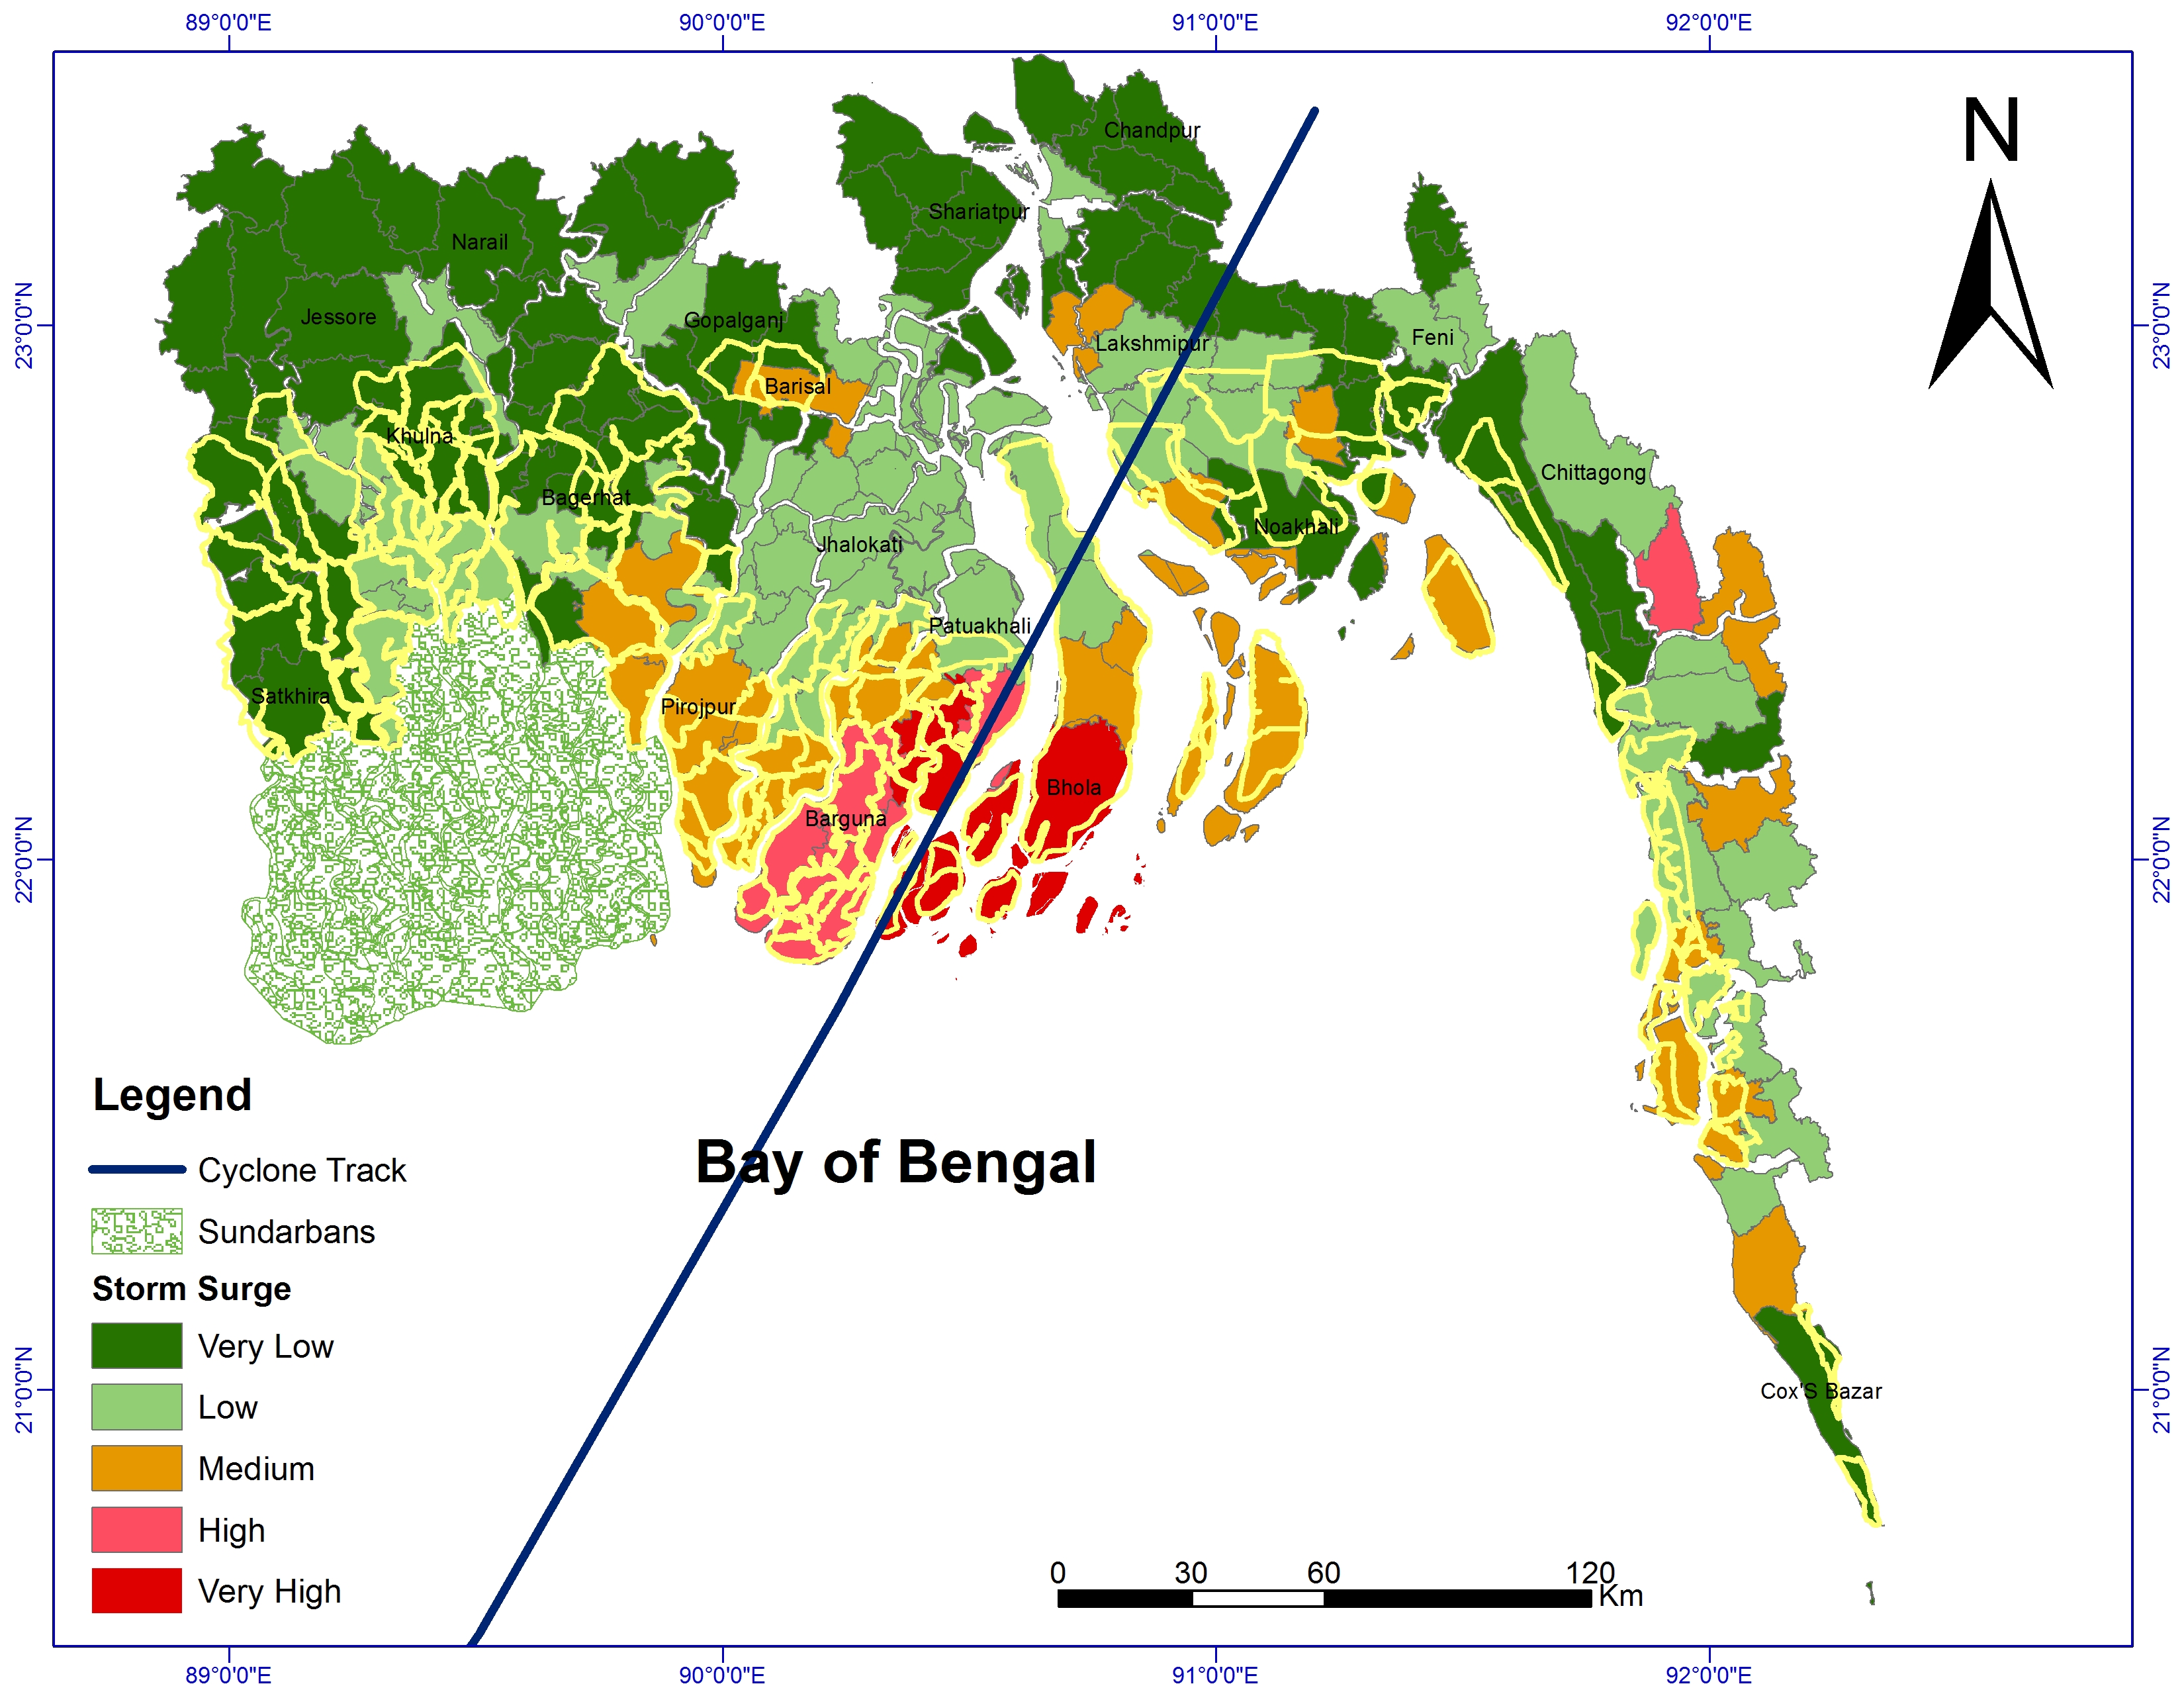 89°0'0"E 90°0'0"E 91°0'0"E 92°0'0"E
N
Chandpur
Shariatpur
Narail
23°0'0"N
23°0'0"N
Jessore
Gopalganj
Lakshmipur
Feni
Barisal
Khulna
Chittagong
Bagerhat
Noakhali
Jhalokati
Patuakhali
Satkhira
Pirojpur
Bhola
Barguna
22°0'0"N
22°0'0"N
Legend
Cyclone Track
Bay of Bengal
Sundarbans
Storm Surge
Very Low
Low
Medium
High
Very High
21°0'0"N
21°0'0"N
Cox'S Bazar
0 30 60 120
Km
89°0'0"E 90°0'0"E 91°0'0"E 92°0'0"E